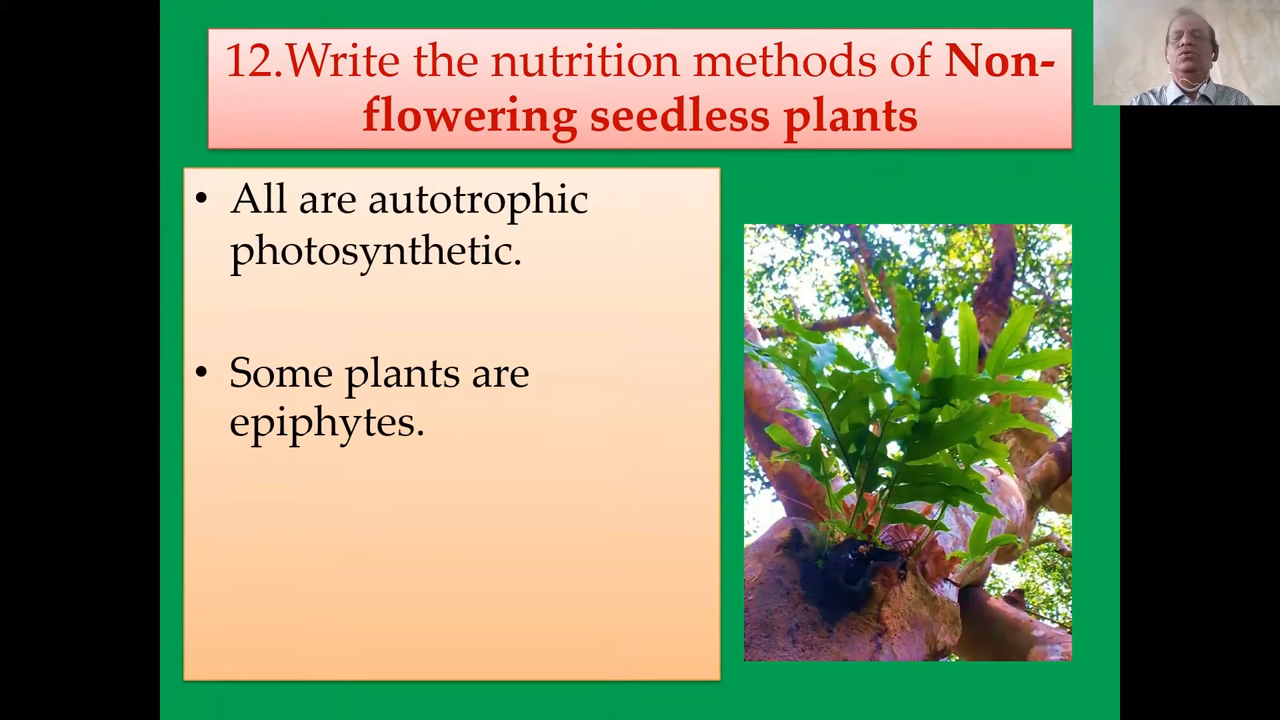 12.Write the nutrition methods of Non-
flowering seedless plants
• All are autotrophic
photosynthetic.
• Some plants are
epiphytes.